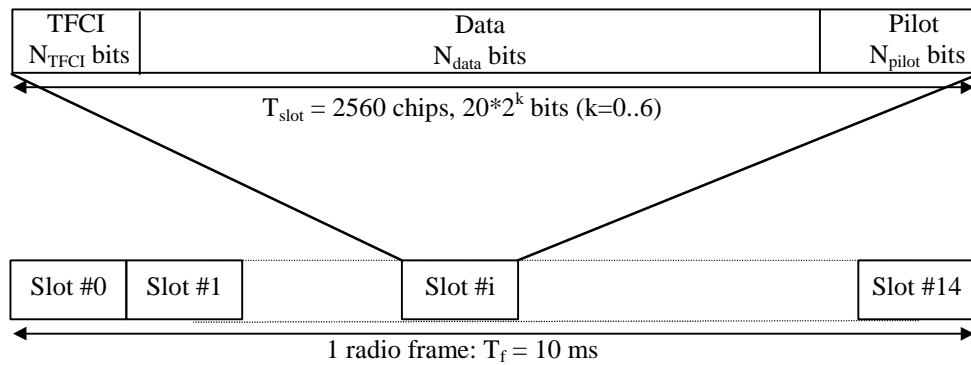 TFCI
N_TFCI bits
Data
N_data bits
Pilot
N_pilot bits
T_slot = 2560 chips, 20*2^k bits (k=0..6)
Slot #0
Slot #1
Slot #i
Slot #14
1 radio frame: T_f = 10 ms